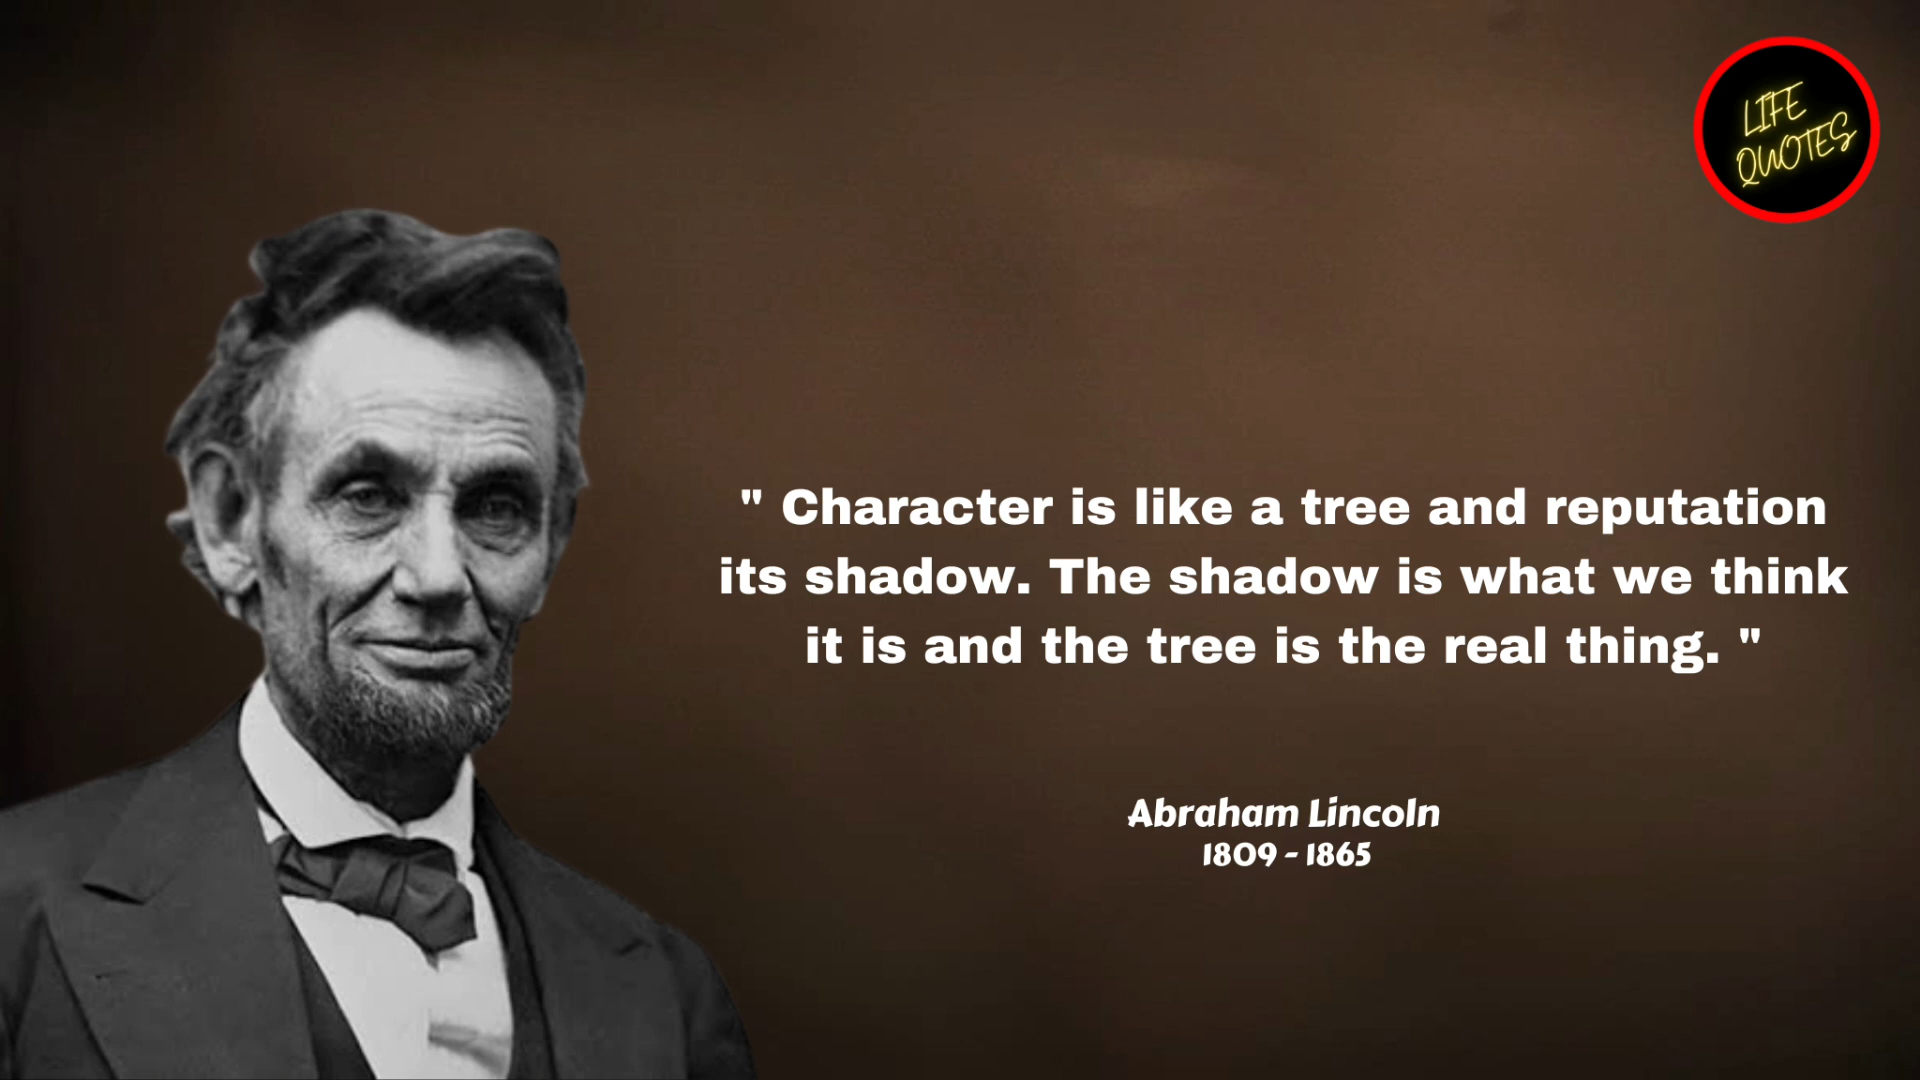 LIFE
QUOTES
" Character is like a tree and reputation
its shadow. The shadow is what we think
it is and the tree is the real thing. "
Abraham Lincoln
1809 - 1865